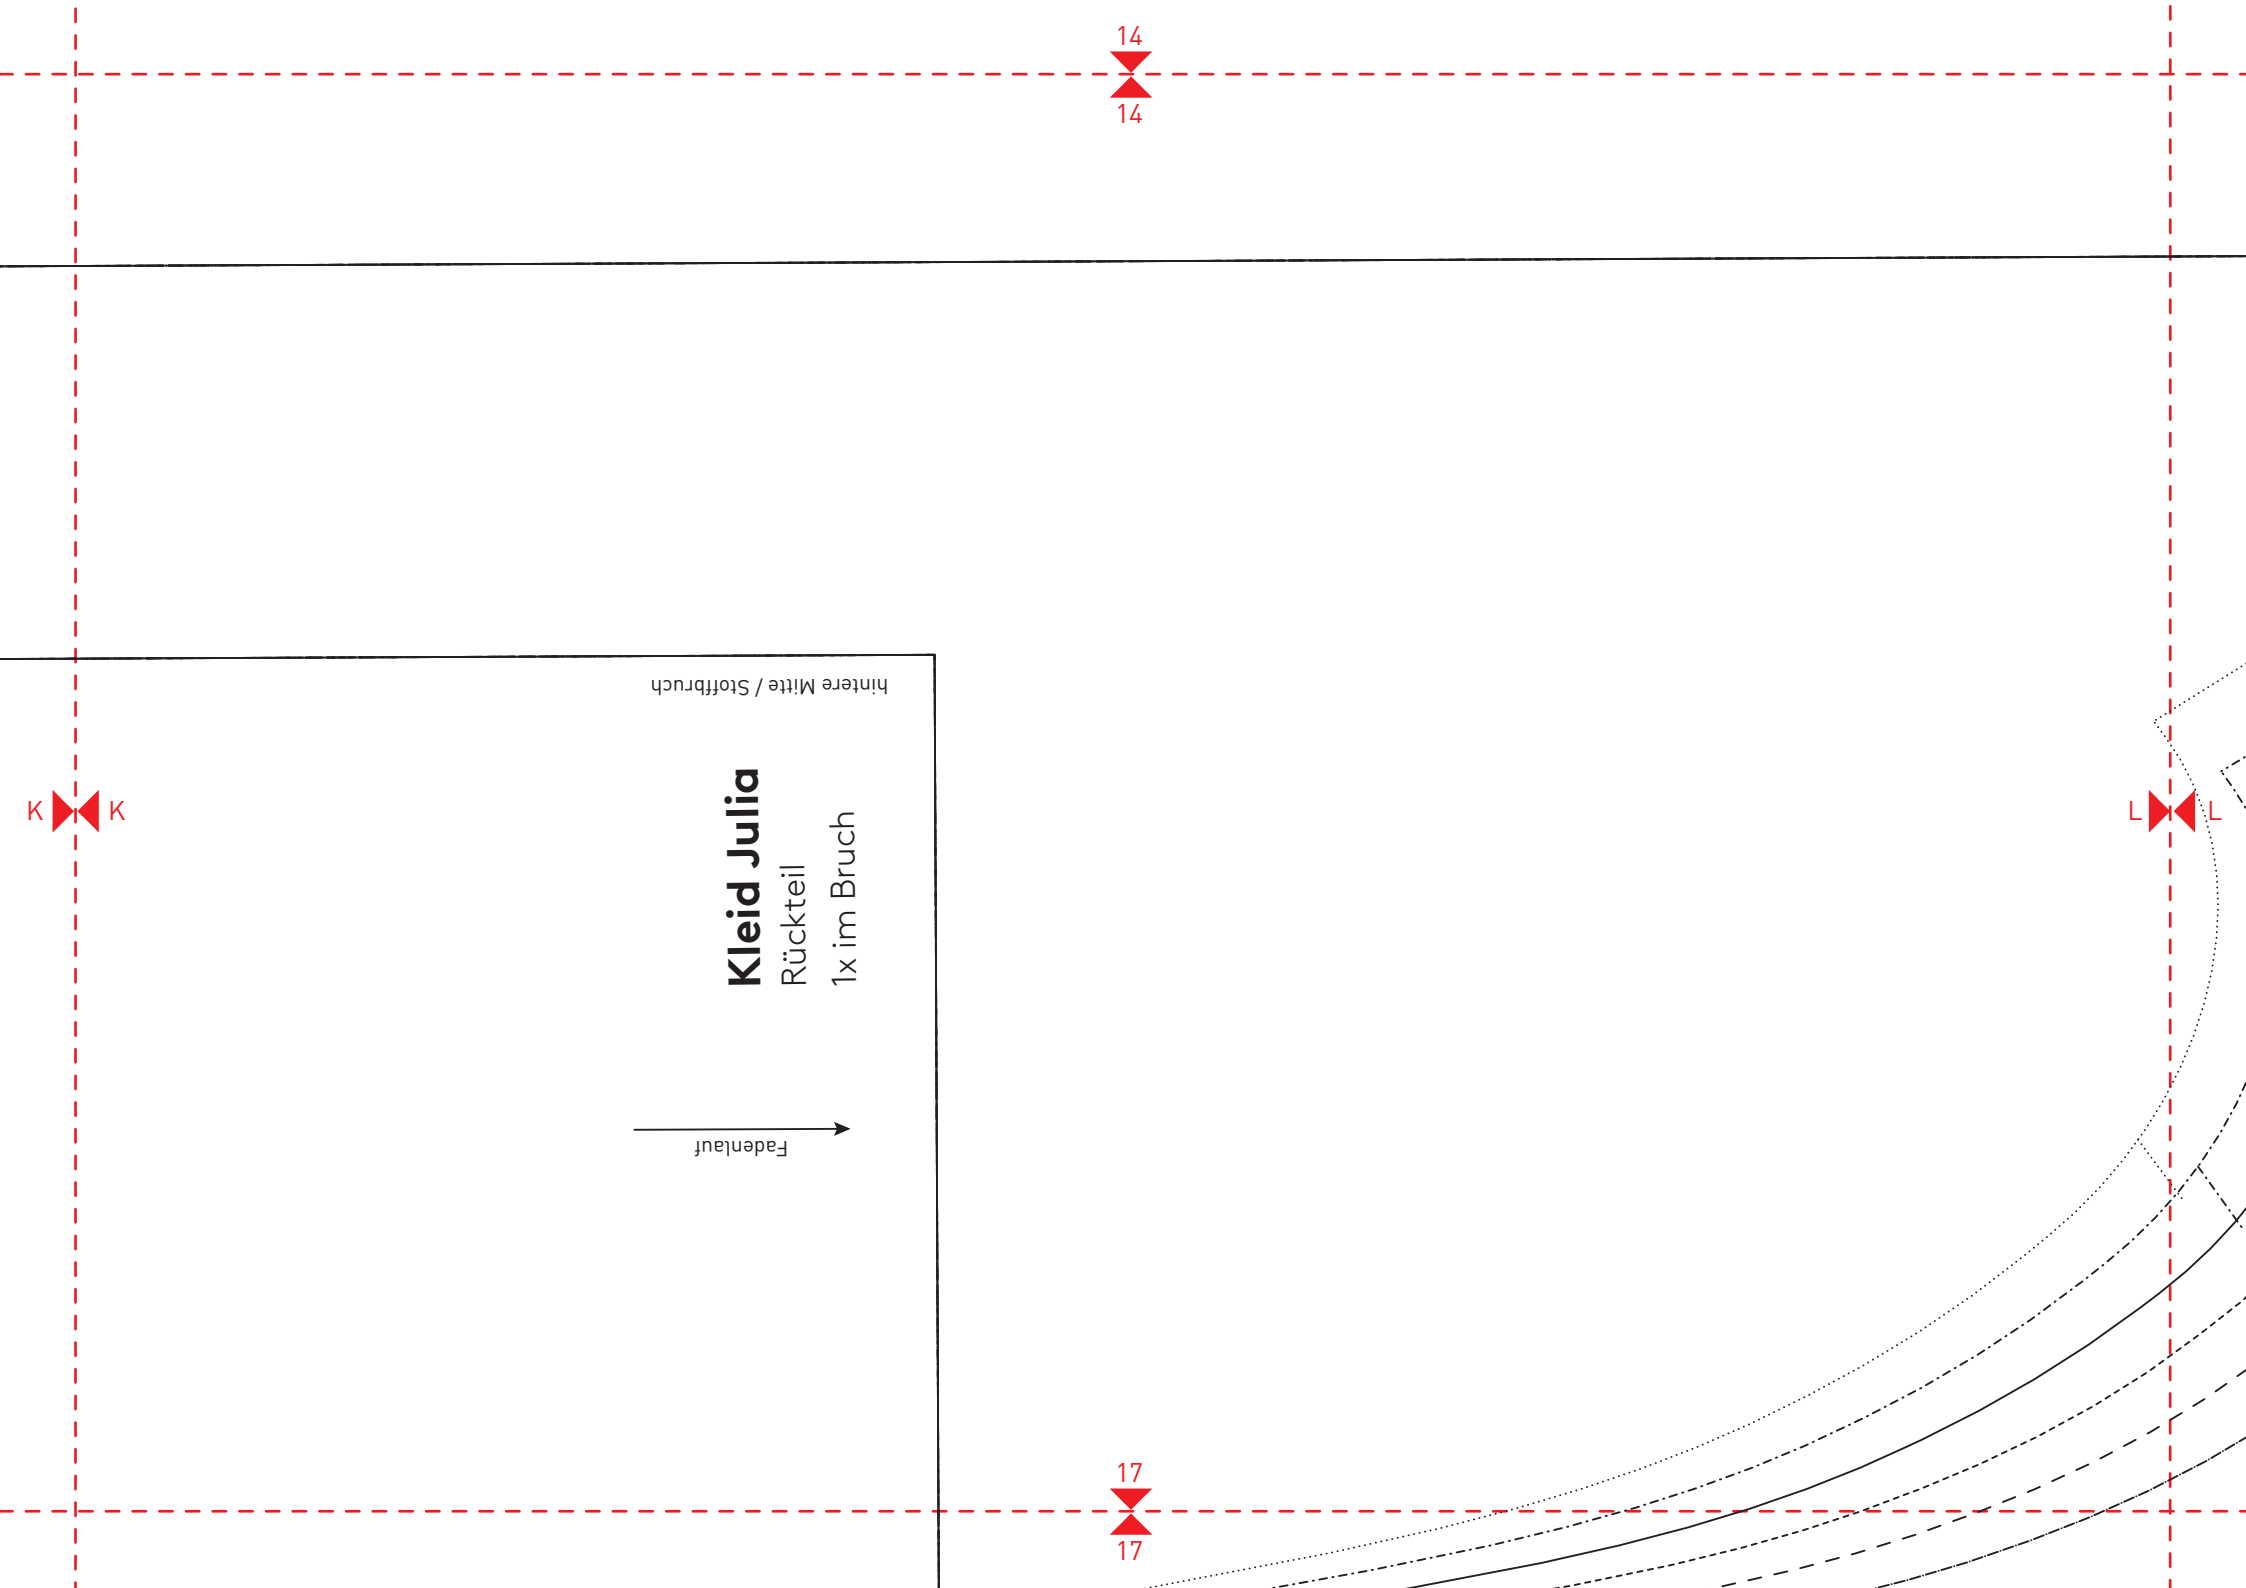 14
14
hintere Mitte / Stoffbruch
Kleid Julia
Rückteil
1x im Bruch
K K
L L
Fadenlauf
17
17